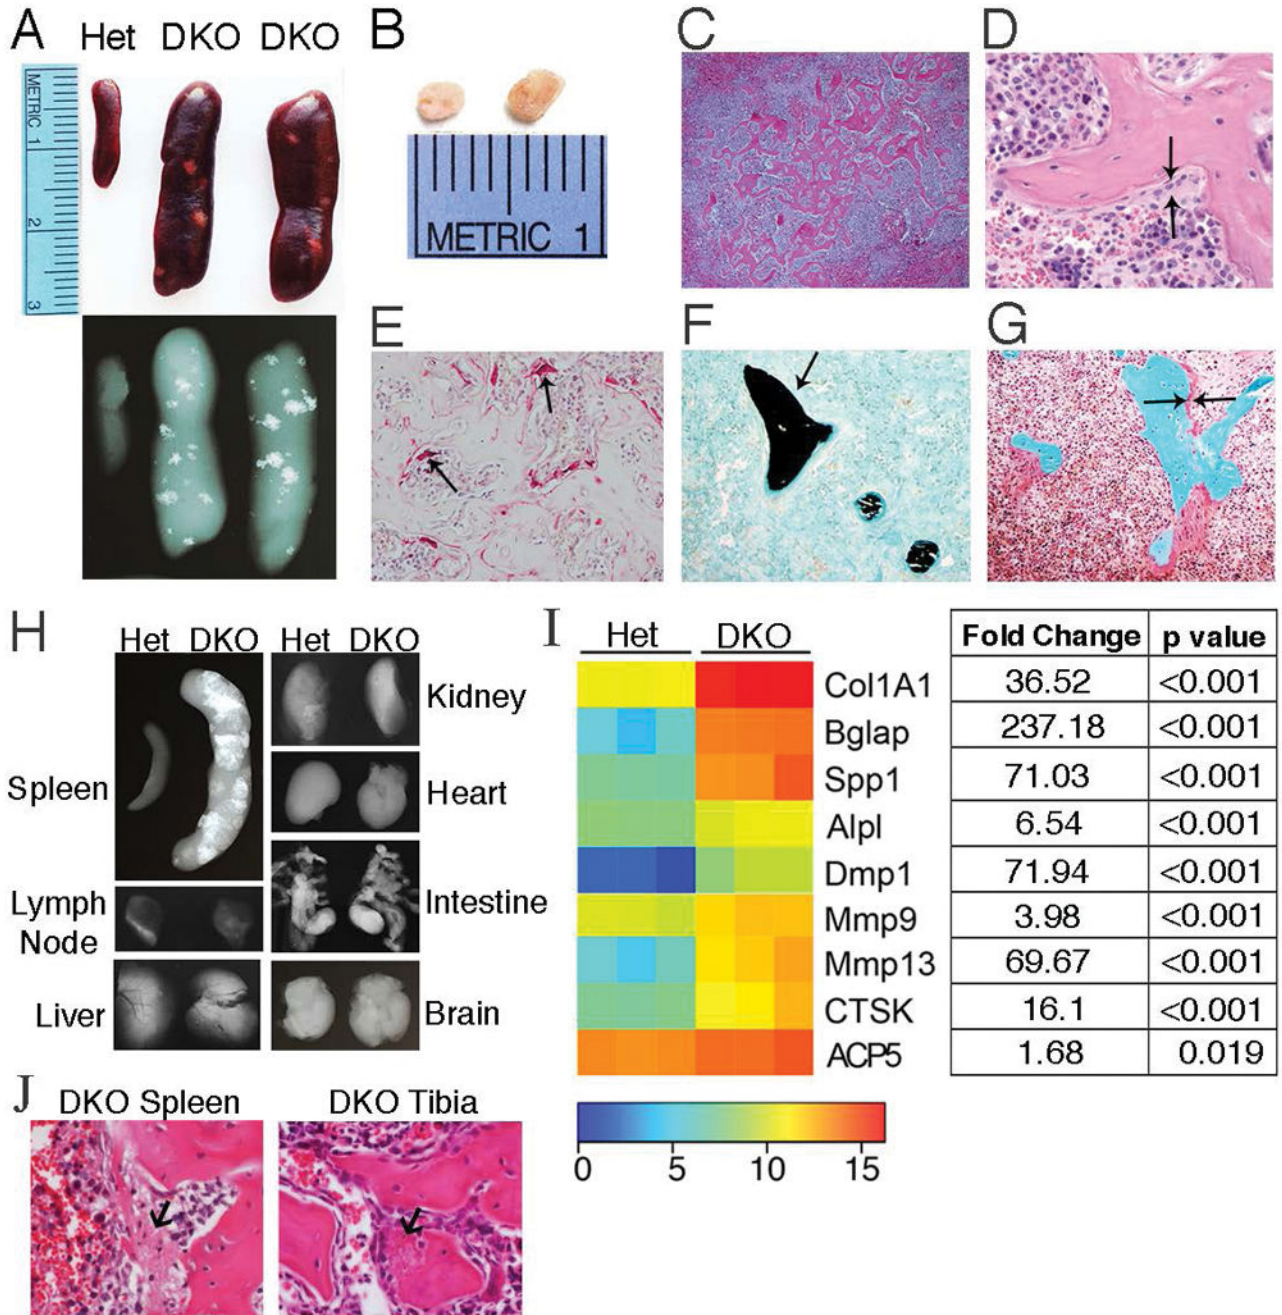 A
Het DKO DKO
METRIC 1
2
3
B
METRIC 1
C
D
E
F
G
H
Het DKO
Het DKO
Spleen
Lymph
Node
Liver
Kidney
Heart
Intestine
Brain
I
Het DKO
Col1A1
Bglap
Spp1
Alpl
Dmp1
Mmp9
Mmp13
CTSK
ACP5
0 5 10 15
Fold Change p value
36.52 <0.001
237.18 <0.001
71.03 <0.001
6.54 <0.001
71.94 <0.001
3.98 <0.001
69.67 <0.001
16.1 <0.001
1.68 0.019
J
DKO Spleen
DKO Tibia